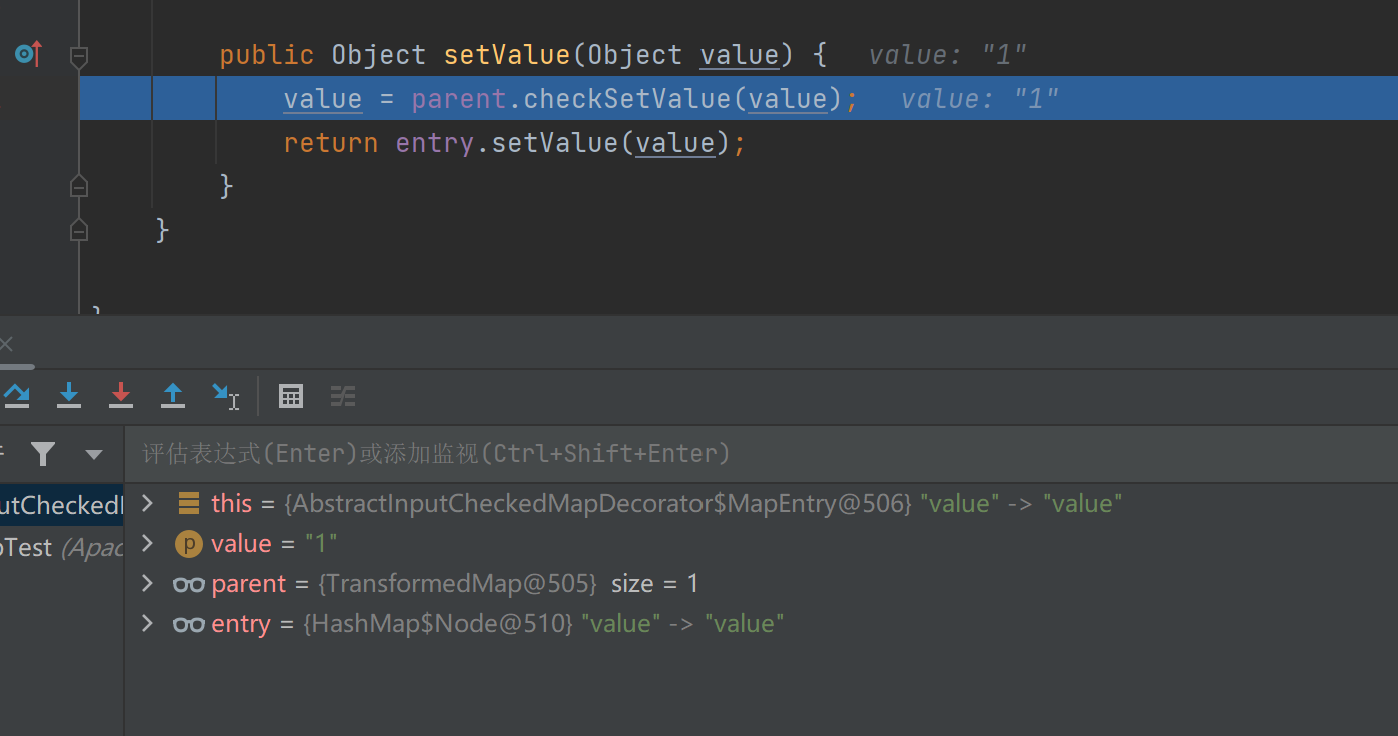 public Object setValue(Object value) { value: "1"
value = parent.checkSetValue(value); value: "1"
return entry.setValue(value);
}
}
}
评估表达式(Enter)或添加监视(Ctrl+Shift+Enter)
this = {AbstractInputCheckedMapDecorator$MapEntry@506} "value" -> "value"
p value = "1"
parent = {TransformedMap@505} size = 1
entry = {HashMap$Node@510} "value" -> "value"
utChecked
pTest (Apac